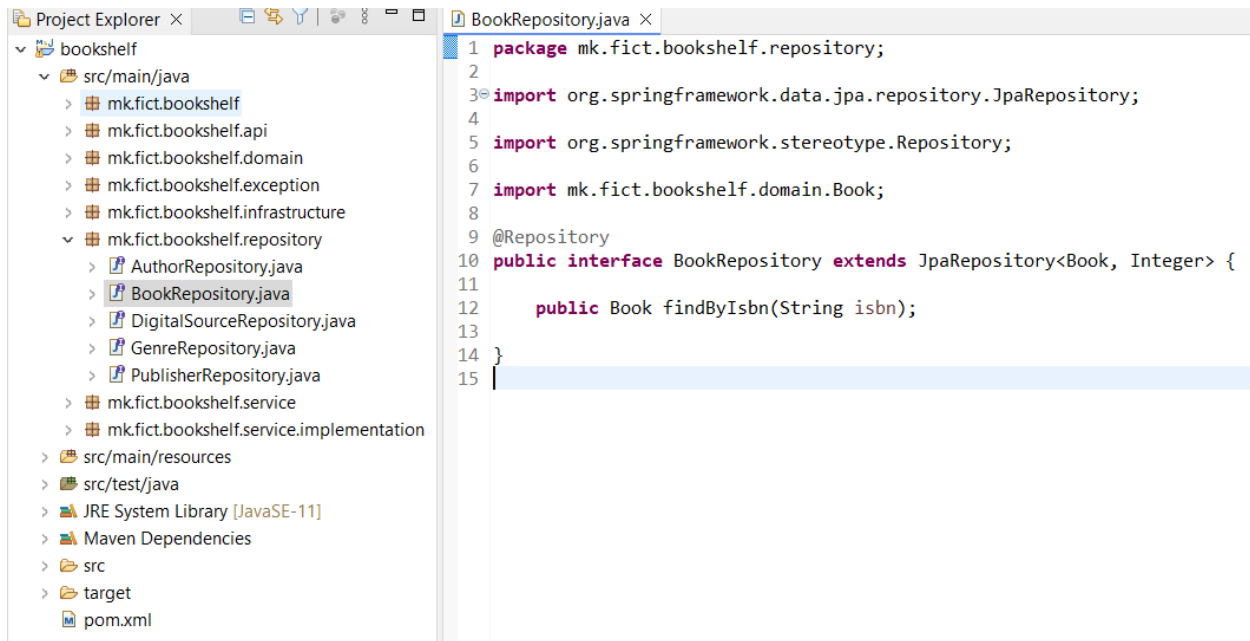 Project Explorer
bookshelf
src/main/java
mk.fict.bookshelf
mk.fict.bookshelf.api
mk.fict.bookshelf.domain
mk.fict.bookshelf.exception
mk.fict.bookshelf.infrastructure
mk.fict.bookshelf.repository
AuthorRepository.java
BookRepository.java
DigitalSourceRepository.java
GenreRepository.java
PublisherRepository.java
mk.fict.bookshelf.service
mk.fict.bookshelf.service.implementation
src/main/resources
src/test/java
JRE System Library [JavaSE-11]
Maven Dependencies
src
target
pom.xml
BookRepository.java
1 package mk.fict.bookshelf.repository;
2
3 import org.springframework.data.jpa.repository.JpaRepository;
4
5 import org.springframework.stereotype.Repository;
6
7 import mk.fict.bookshelf.domain.Book;
8
9 @Repository
10 public interface BookRepository extends JpaRepository<Book, Integer> {
11
12 public Book findByIsbn(String isbn);
13
14 }
15